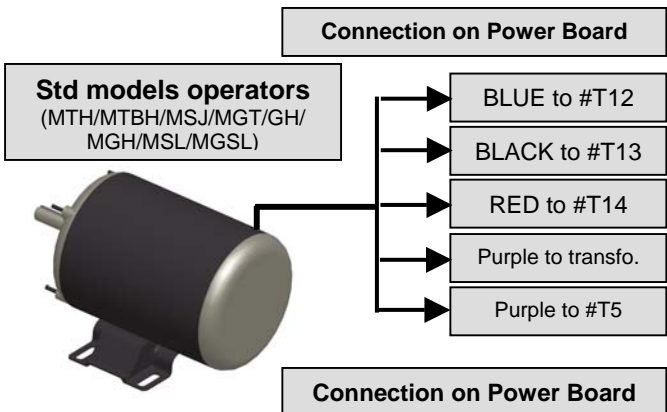 Connection on Power Board
Std models operators
(MTH/MTBH/MSJ/MGT/GH/
MGH/MSL/MGSL)
BLUE to #T12
BLACK to #T13
RED to #T14
Purple to transfo.
Purple to #T5
Connection on Power Board